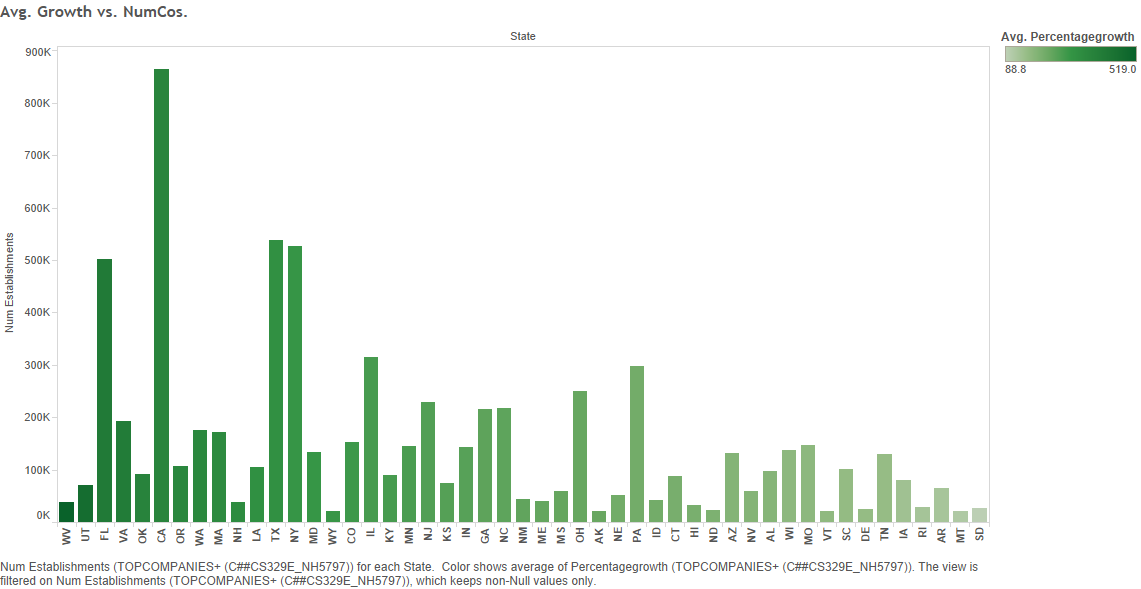 Avg. Growth vs. NumCos.
State
Avg. Percentagegrowth
88.8 519.0
Num Establishments
900K
800K
700K
600K
500K
400K
300K
200K
100K
0K
WV UT FL VA OK CA OR WA MA NH LA TX NY MD WY CO IL KY MN NJ KS IN GA NC NM ME MS OH AK NE PA ID CT HI ND AZ NV AL WI MO VT SC DE TN IA RI AR MT SD
Num Establishments (TOPCOMPANIES+ (C##CS329E_NH5797)) for each State.  Color shows average of Percentagegrowth (TOPCOMPANIES+ (C##CS329E_NH5797)). The view is
filtered on Num Establishments (TOPCOMPANIES+ (C##CS329E_NH5797)), which keeps non-Null values only.